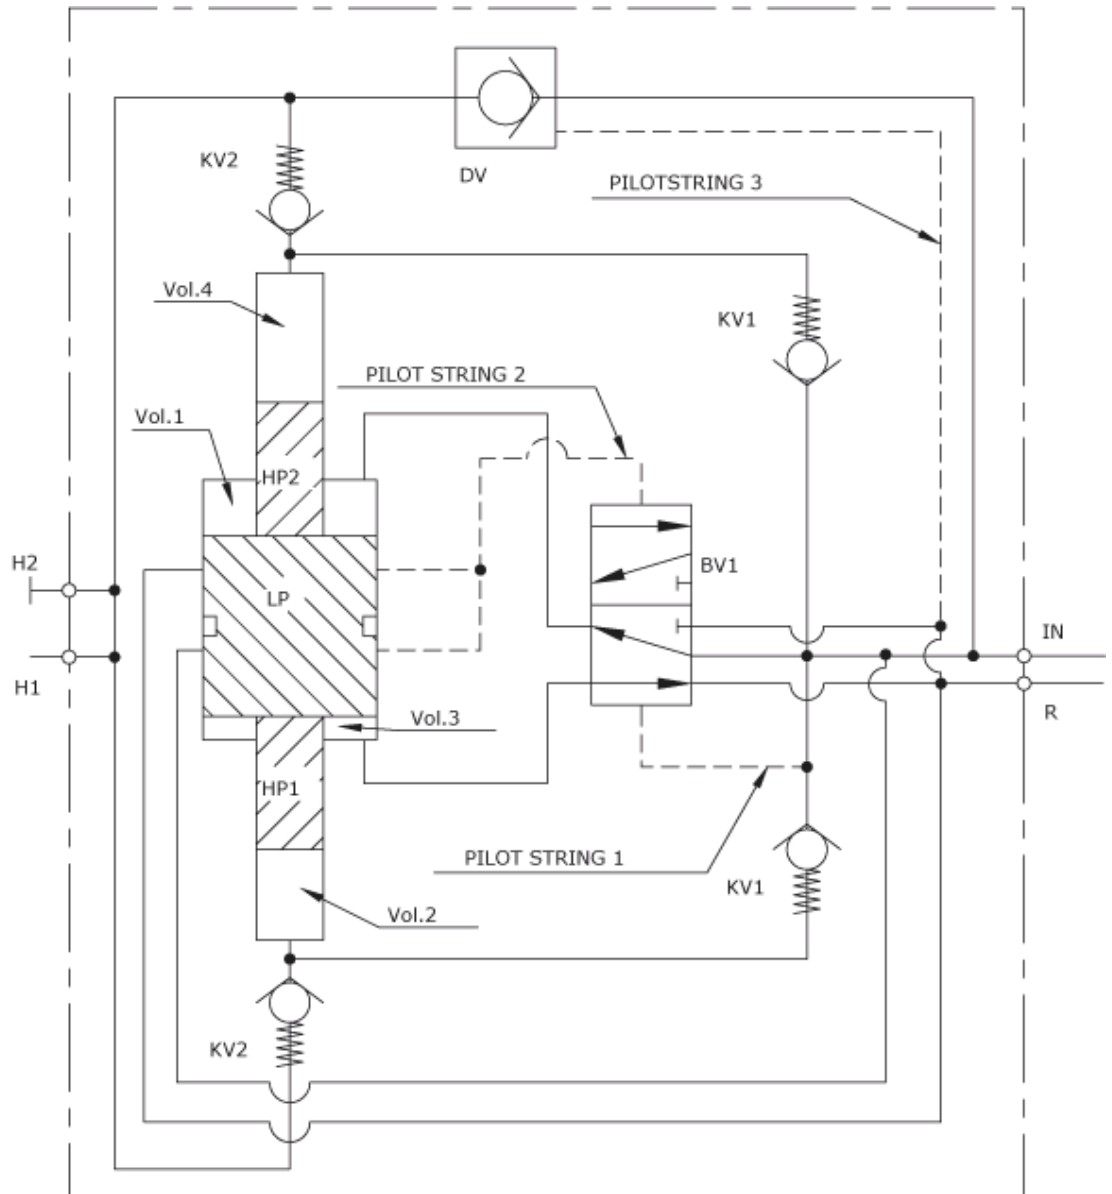 KV2
DV
PILOTSTRING 3
Vol.4
KV1
PILOT STRING 2
Vol.1
HP2
H2
BV1
LP
IN
H1
Vol.3
R
HP1
PILOT STRING 1
KV1
Vol.2
KV2